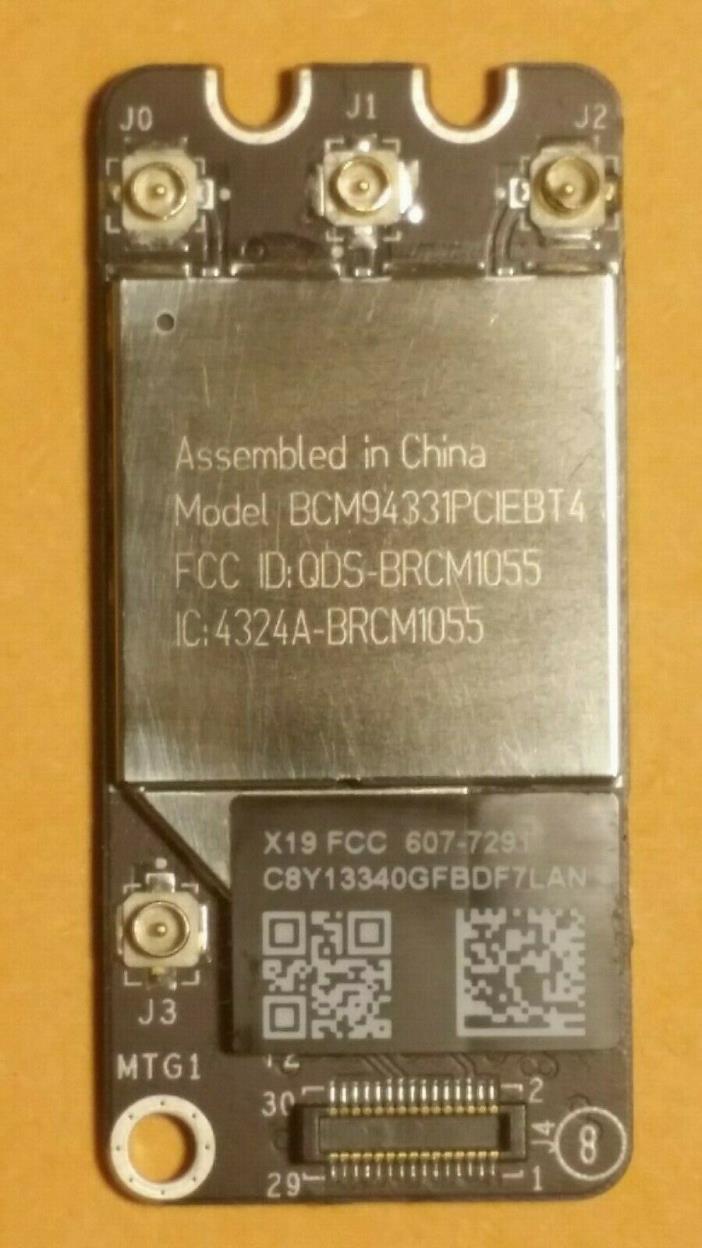 J0 J1 J2
Assembled in China
Model BCM94331PCIEBT4
FCC ID:QDS-BRCM1055
IC:4324A-BRCM1055
X19 FCC 607-7291
C8Y13340GFBDF7LAN
J3
MTG1
30 2
J4
8
29 1